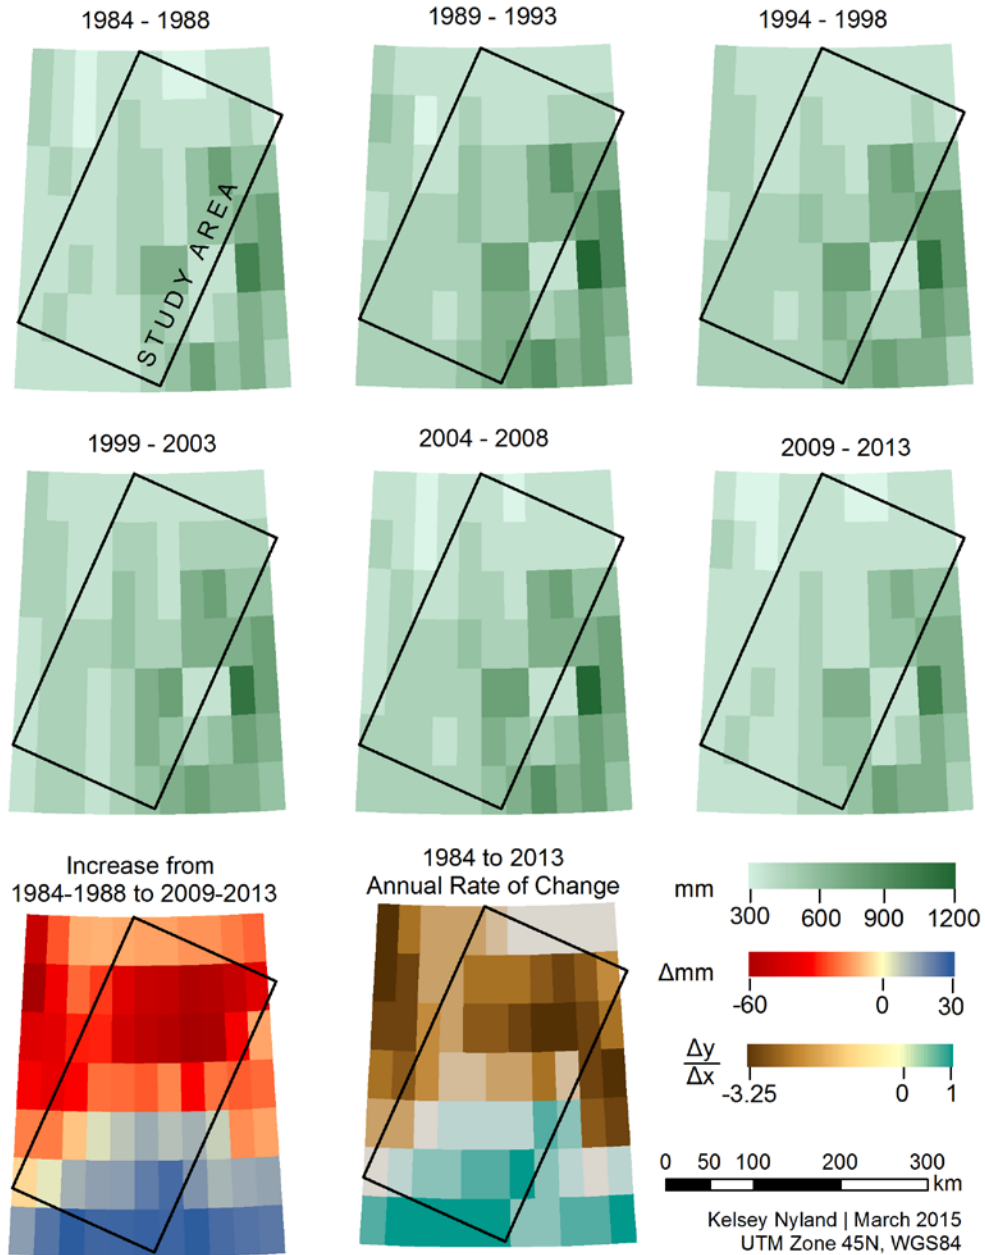 1984 - 1988
1989 - 1993
1994 - 1998
STUDY AREA
1999 - 2003
2004 - 2008
2009 - 2013
Increase from
1984-1988 to 2009-2013
1984 to 2013
Annual Rate of Change
mm
300 600 900 1200
Δmm
-60 0 30
Δy
Δx
-3.25 0 1
0 50 100 200 300
km
Kelsey Nyland | March 2015
UTM Zone 45N, WGS84